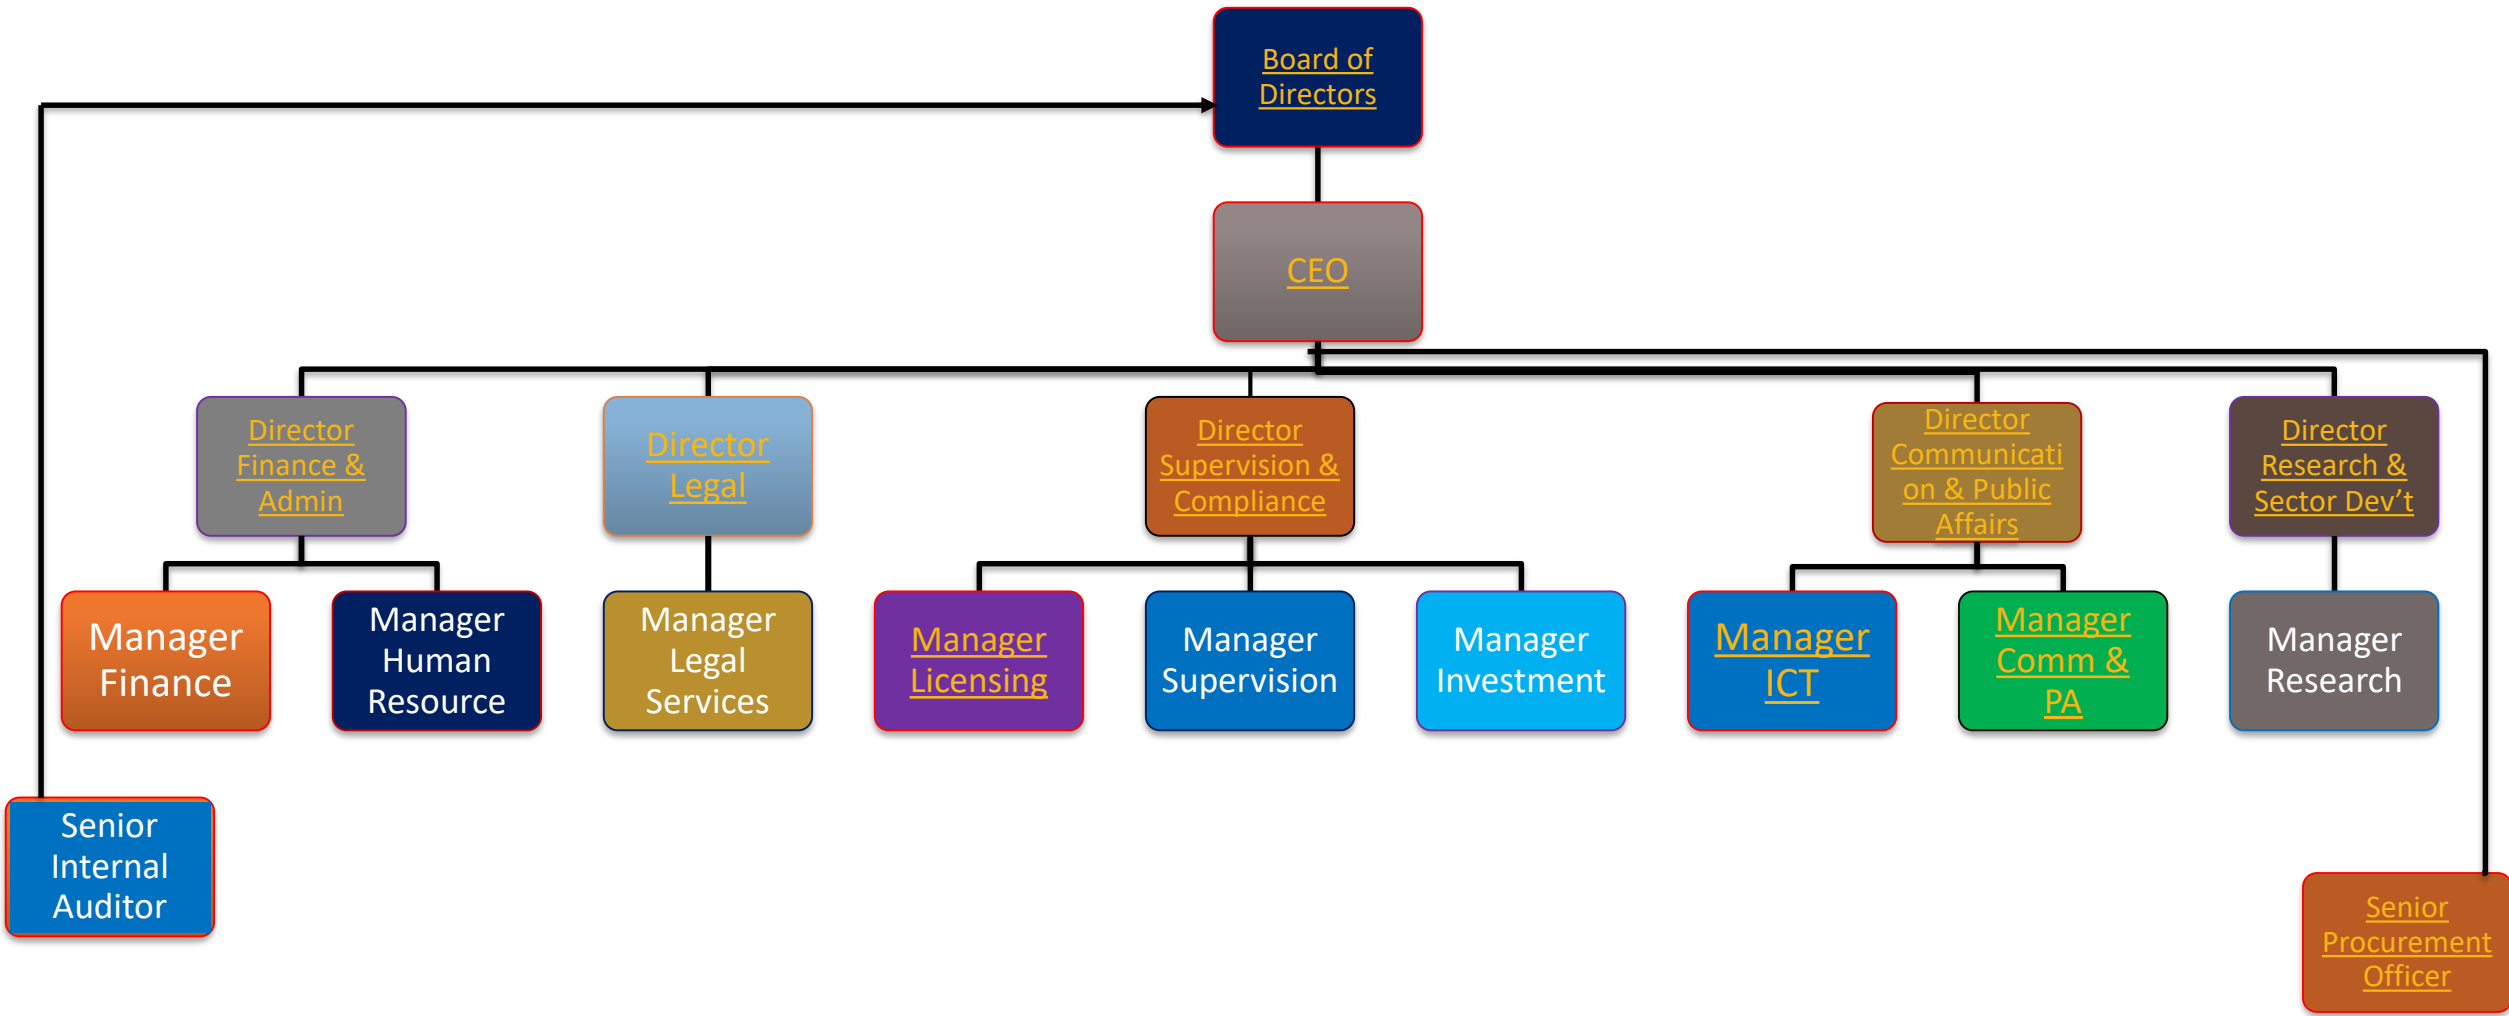 Board of
Directors
CEO
Director
Finance &
Admin
Director
Legal
Director
Supervision &
Compliance
Director
Communicati
on & Public
Affairs
Director
Research &
Sector Dev’t
Manager
Finance
Manager
Human
Resource
Manager
Legal
Services
Manager
Licensing
Manager
Supervision
Manager
Investment
Manager
ICT
Manager
Comm &
PA
Manager
Research
Senior
Internal
Auditor
Senior
Procurement
Officer